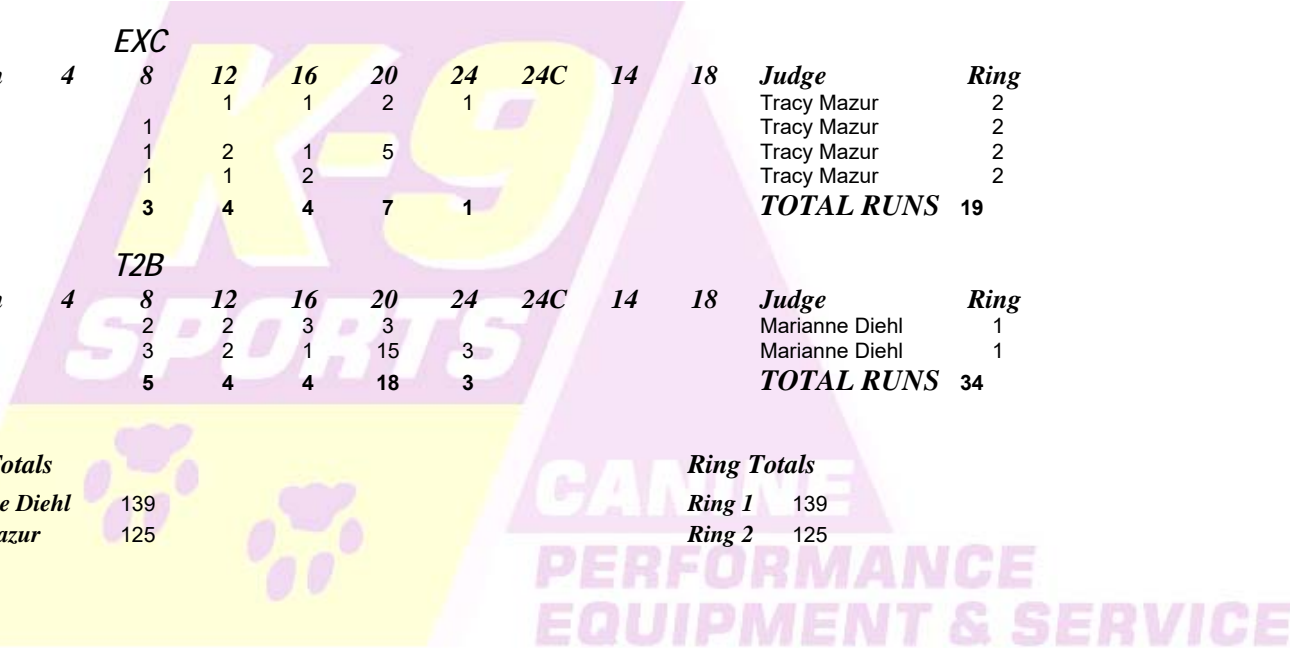 EXC
4 8 12 16 20 24 24C 14 18 Judge Ring
1 1 2 1 Tracy Mazur 2
1 Tracy Mazur 2
1 2 1 5 Tracy Mazur 2
1 1 2 Tracy Mazur 2
3 4 4 7 1 TOTAL RUNS 19
T2B
4 8 12 16 20 24 24C 14 18 Judge Ring
2 2 3 3 Marianne Diehl 1
3 2 1 15 3 Marianne Diehl 1
5 4 4 18 3 TOTAL RUNS 34
otals Ring Totals
e Diehl 139 Ring 1 139
azur 125 Ring 2 125
K-9
SPORTS
CANINE
PERFORMANCE
EQUIPMENT & SERVICE